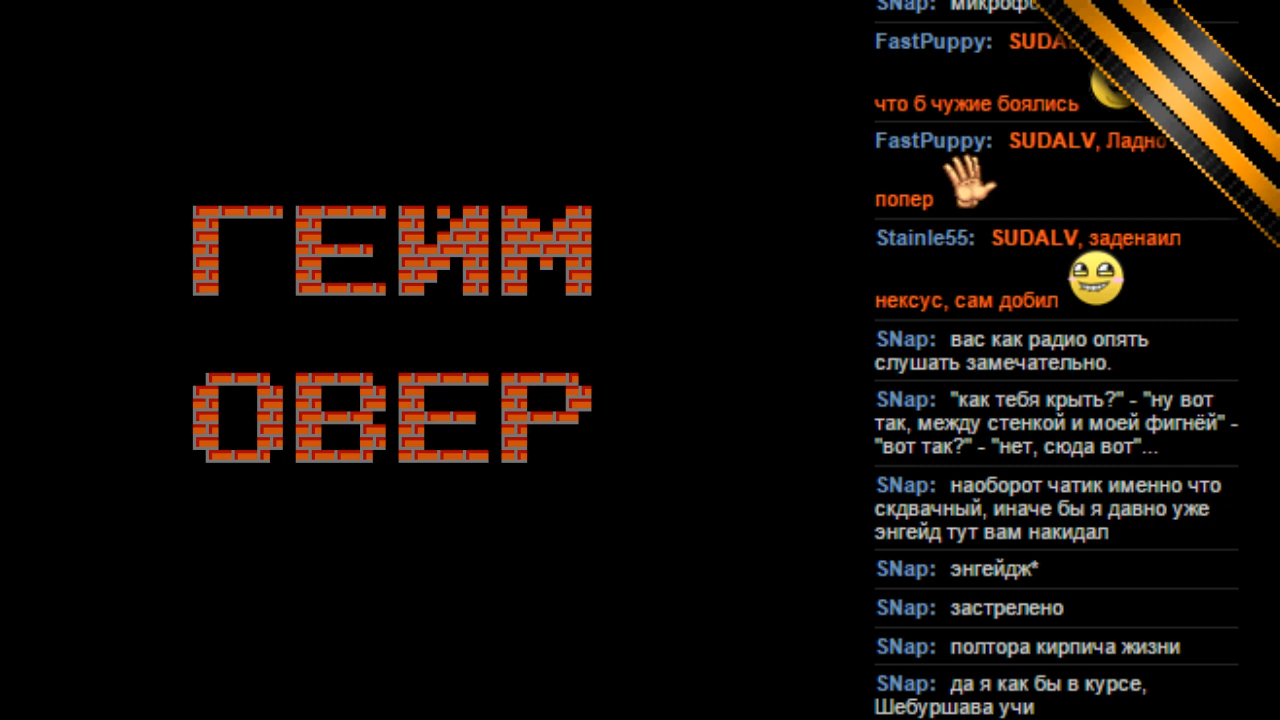 SNap:
FastPuppy:
что б чужие боялись
FastPuppy: SUDALV, Ладно
попер
Stainle55: SUDALV, заденаил
нексус, сам добил
SNap: вас как радио опять
слушать замечательно.
SNap: "как тебя крыть?" - "ну вот
так, между стенкой и моей фигнёй" -
"вот так?" - "нет, сюда вот"...
SNap: наоборот чатик именно что
скдвачный, иначе бы я давно уже
энгейд тут вам накидал
SNap: энгейдж*
SNap: застрелено
SNap: полтора кирпича жизни
SNap: да я как бы в курсе,
Шебуршава учи
ГЕЙМ
ОВЕР